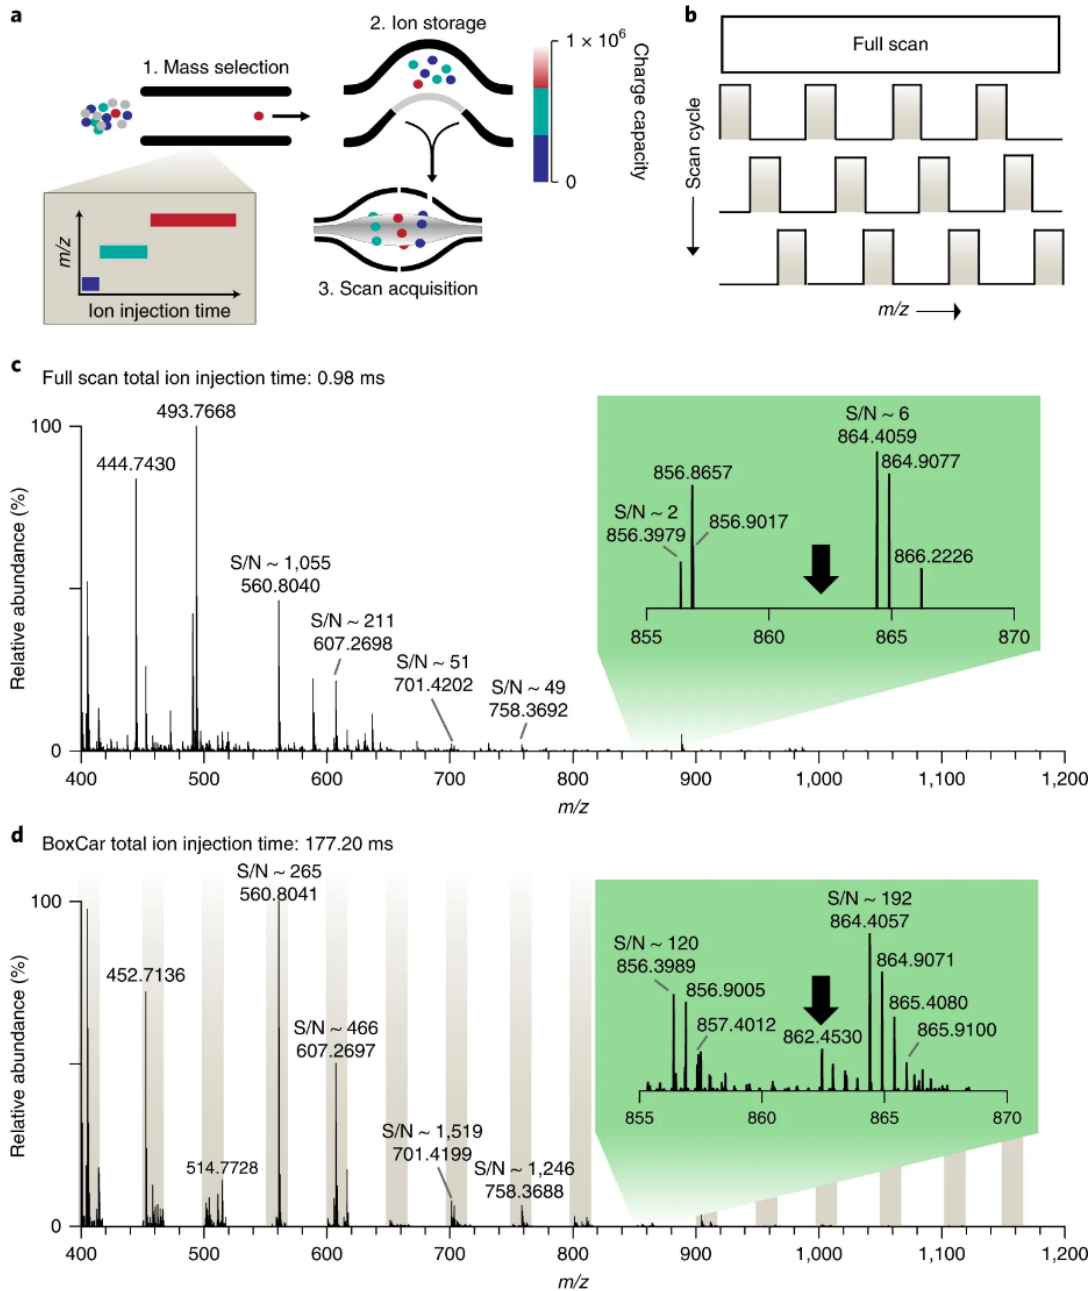 a
1. Mass selection
2. Ion storage
1 × 10⁶
Charge capacity
0
m/z
Ion injection time
3. Scan acquisition
b
Full scan
Scan cycle
m/z
c
Full scan total ion injection time: 0.98 ms
Relative abundance (%)
100
0
493.7668
444.7430
S/N ~ 1,055
560.8040
S/N ~ 211
607.2698
S/N ~ 51
701.4202
S/N ~ 49
758.3692
S/N ~ 6
864.4059
864.9077
856.8657
S/N ~ 2
856.3979
856.9017
866.2226
855 860 865 870
400 500 600 700 800 900 1,000 1,100 1,200
m/z
d
BoxCar total ion injection time: 177.20 ms
Relative abundance (%)
100
0
S/N ~ 265
560.8041
452.7136
S/N ~ 466
607.2697
514.7728
S/N ~ 1,519
701.4199
S/N ~ 1,246
758.3688
S/N ~ 192
864.4057
S/N ~ 120
856.3989
864.9071
856.9005
865.4080
857.4012
862.4530
865.9100
855 860 865 870
400 500 600 700 800 900 1,000 1,100 1,200
m/z